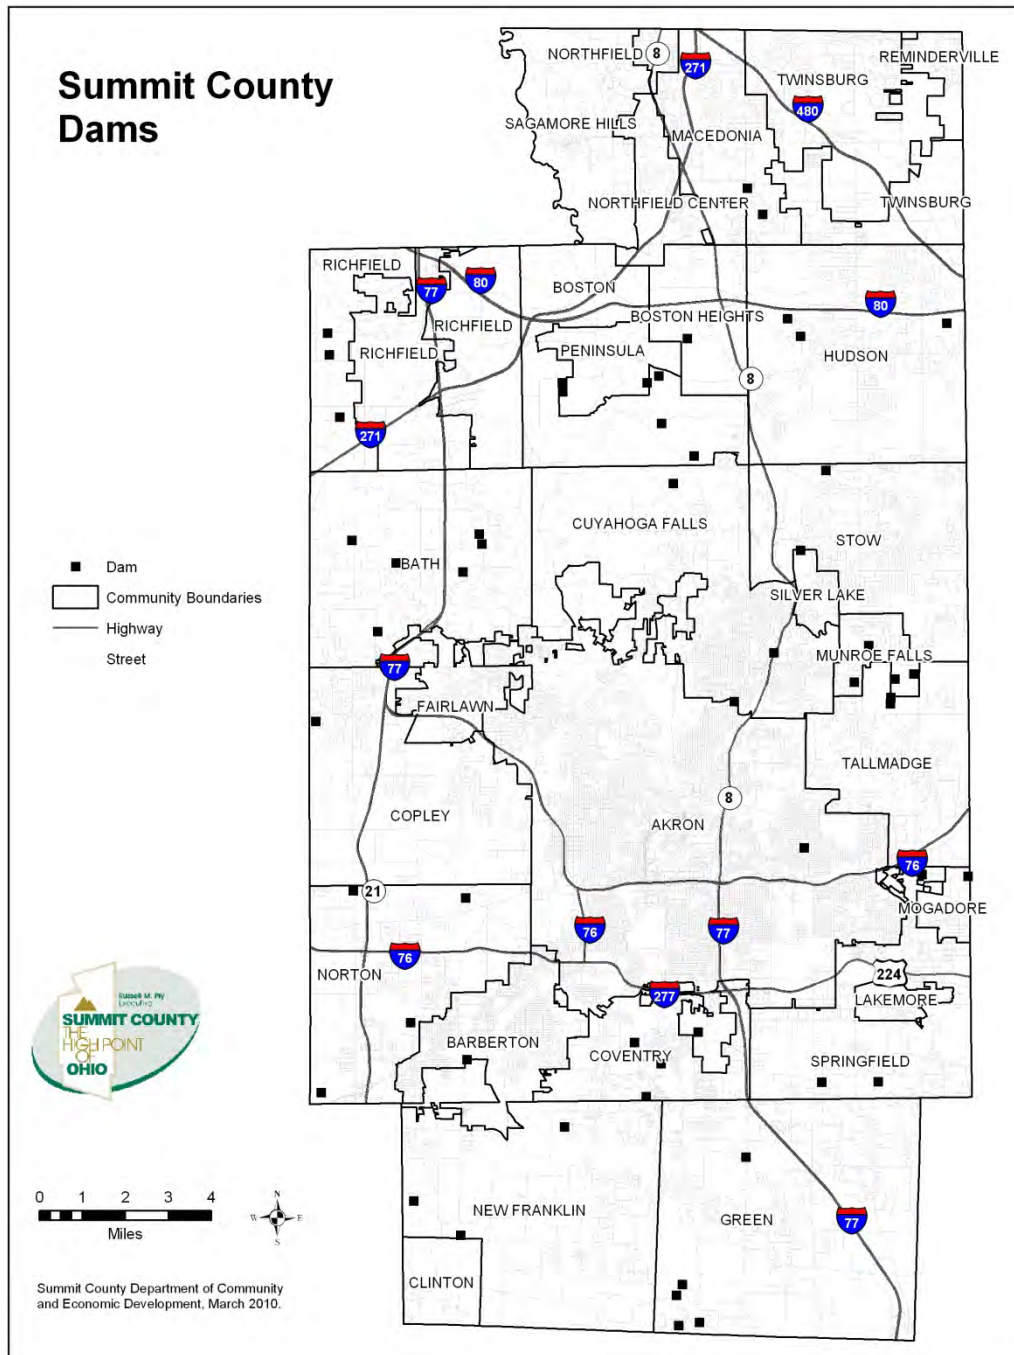 Summit County
Dams
NORTHFIELD
8
271
REMINDERVILLE
TWINSBURG
480
SAGAMORE HILLS
MACEDONIA
NORTHFIELD CENTER
TWINSBURG
RICHFIELD
80
77
BOSTON
80
RICHFIELD
BOSTON HEIGHTS
RICHFIELD
PENINSULA
HUDSON
8
271
CUYAHOGA FALLS
STOW
BATH
Dam
Community Boundaries
Highway
Street
SILVER LAKE
MUNROE FALLS
77
FAIRLAWN
TALLMADGE
8
COPLEY
AKRON
76
21
MOGADORE
76
77
76
NORTON
224
277
LAKEMORE
Russell M. Pry
Executive
SUMMIT COUNTY
THE
HIGH POINT
OF
OHIO
BARBERTON
COVENTRY
SPRINGFIELD
0 1 2 3 4
Miles
N
W E
S
NEW FRANKLIN
GREEN
77
CLINTON
Summit County Department of Community
and Economic Development, March 2010.